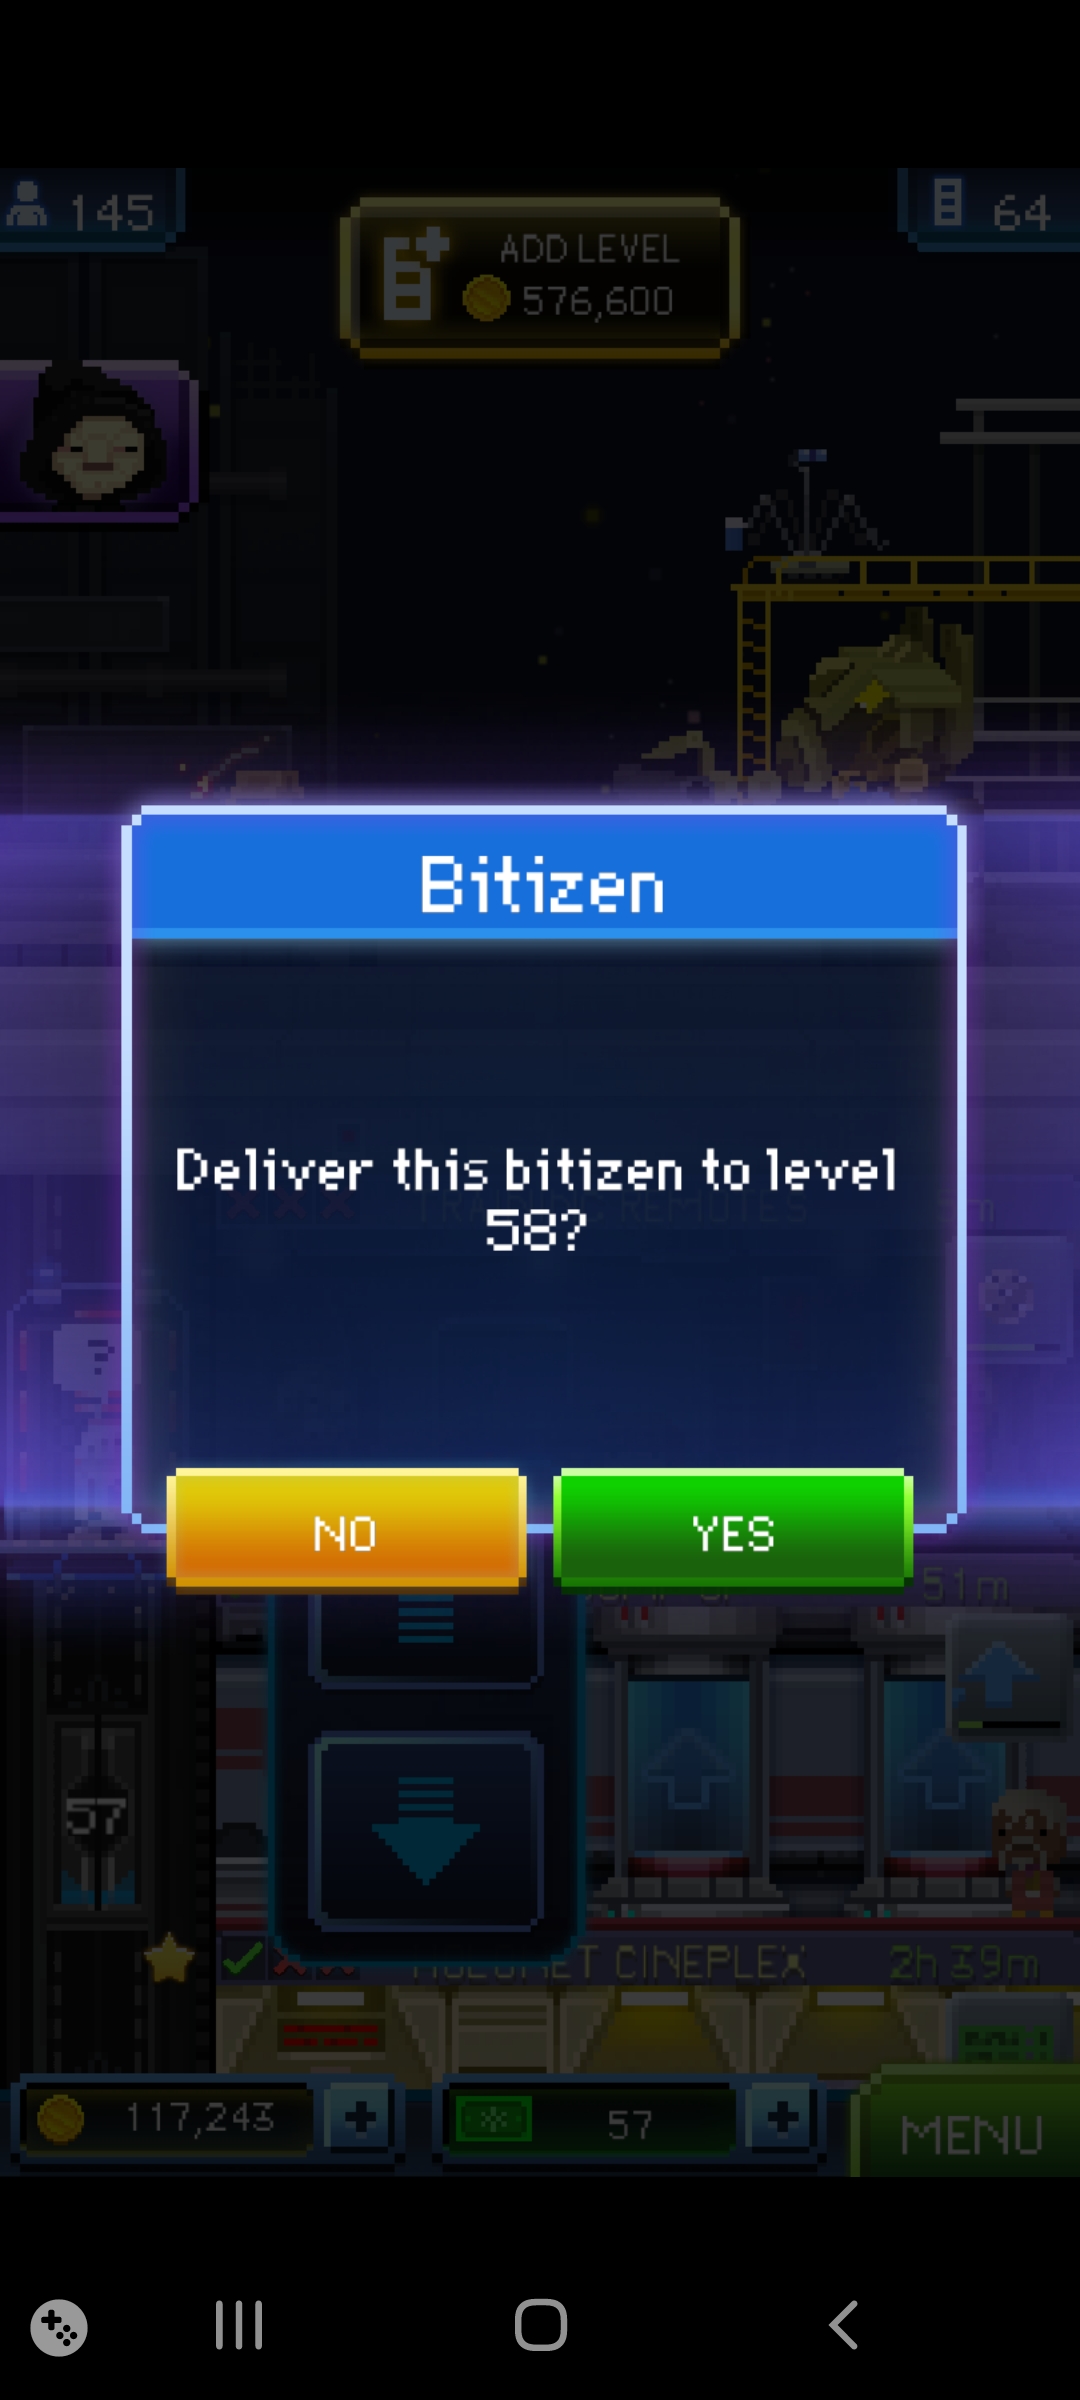 145
ADD LEVEL
576,600
64
Bitizen
Deliver this bitizen to level
58?
REMOTES
?
NO
YES
51m
57
CINEPLEX
2h 39m
117,243
+
57
+
MENU